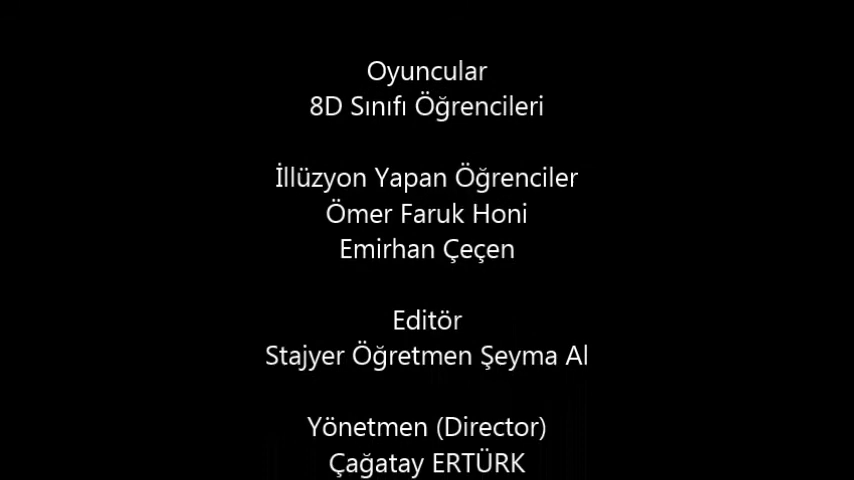 Oyuncular
8D Sınıfı Öğrencileri
İllüzyon Yapan Öğrenciler
Ömer Faruk Honi
Emirhan Çeçen
Editör
Stajyer Öğretmen Şeyma Al
Yönetmen (Director)
Çağatay ERTÜRK